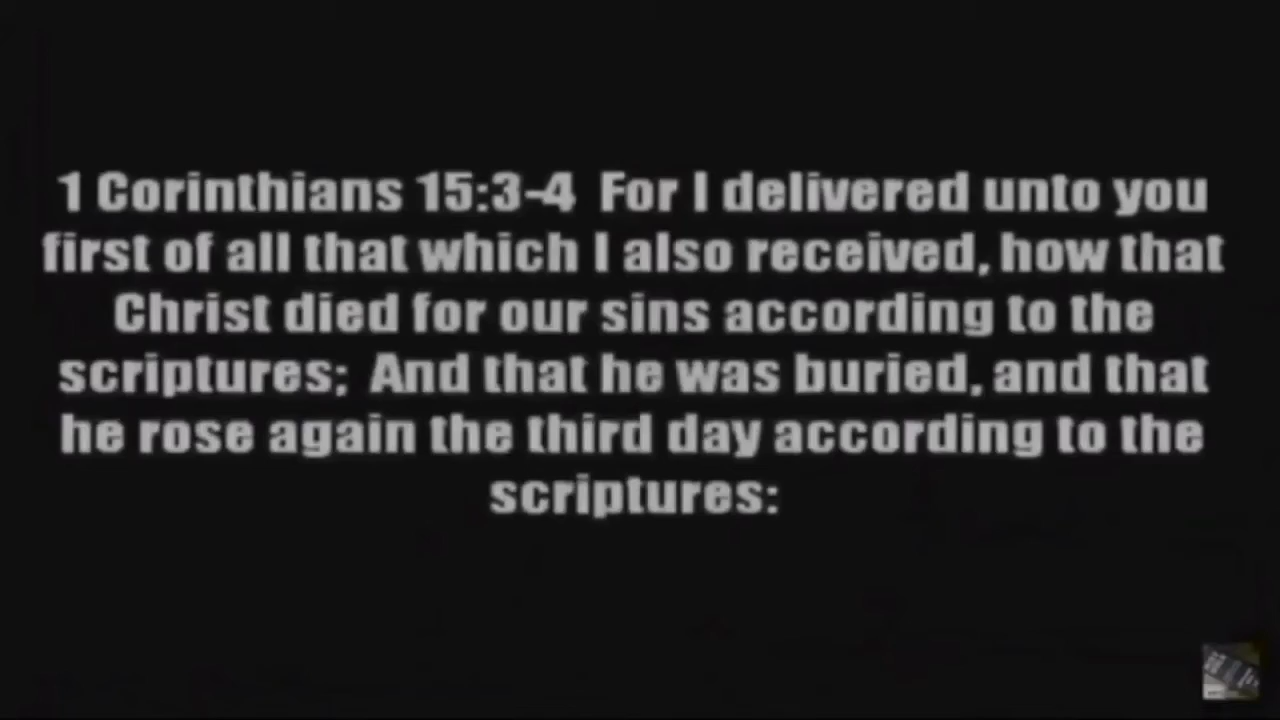 1 Corinthians 15:3-4  For I delivered unto you
first of all that which I also received, how that
Christ died for our sins according to the
scriptures;  And that he was buried, and that
he rose again the third day according to the
scriptures: